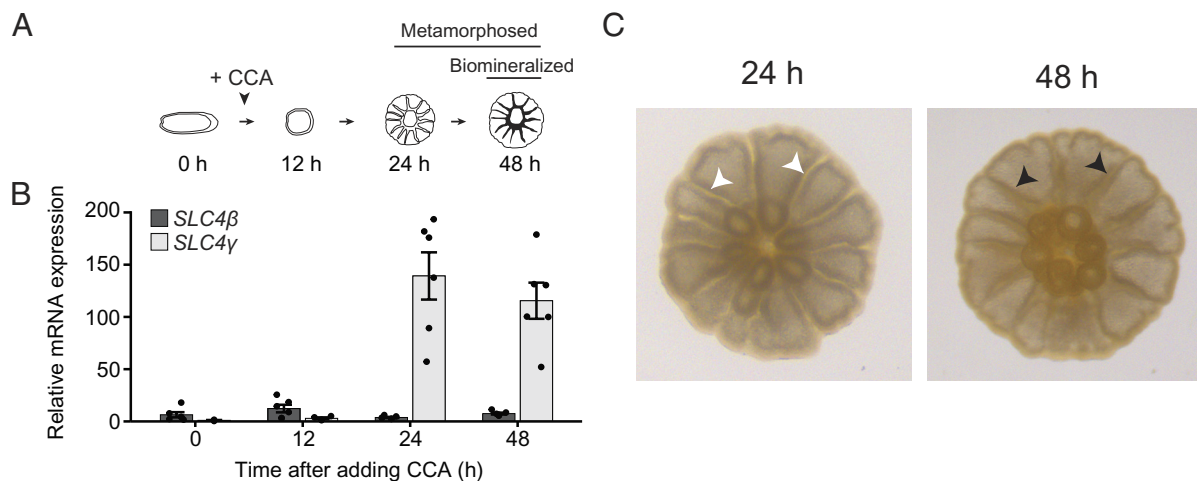 A
Metamorphosed
Biomineralized
+ CCA
0 h
12 h
24 h
48 h
B
Relative mRNA expression
200
150
100
50
0
SLC4β
SLC4γ
0
12
24
48
Time after adding CCA (h)
C
24 h
48 h